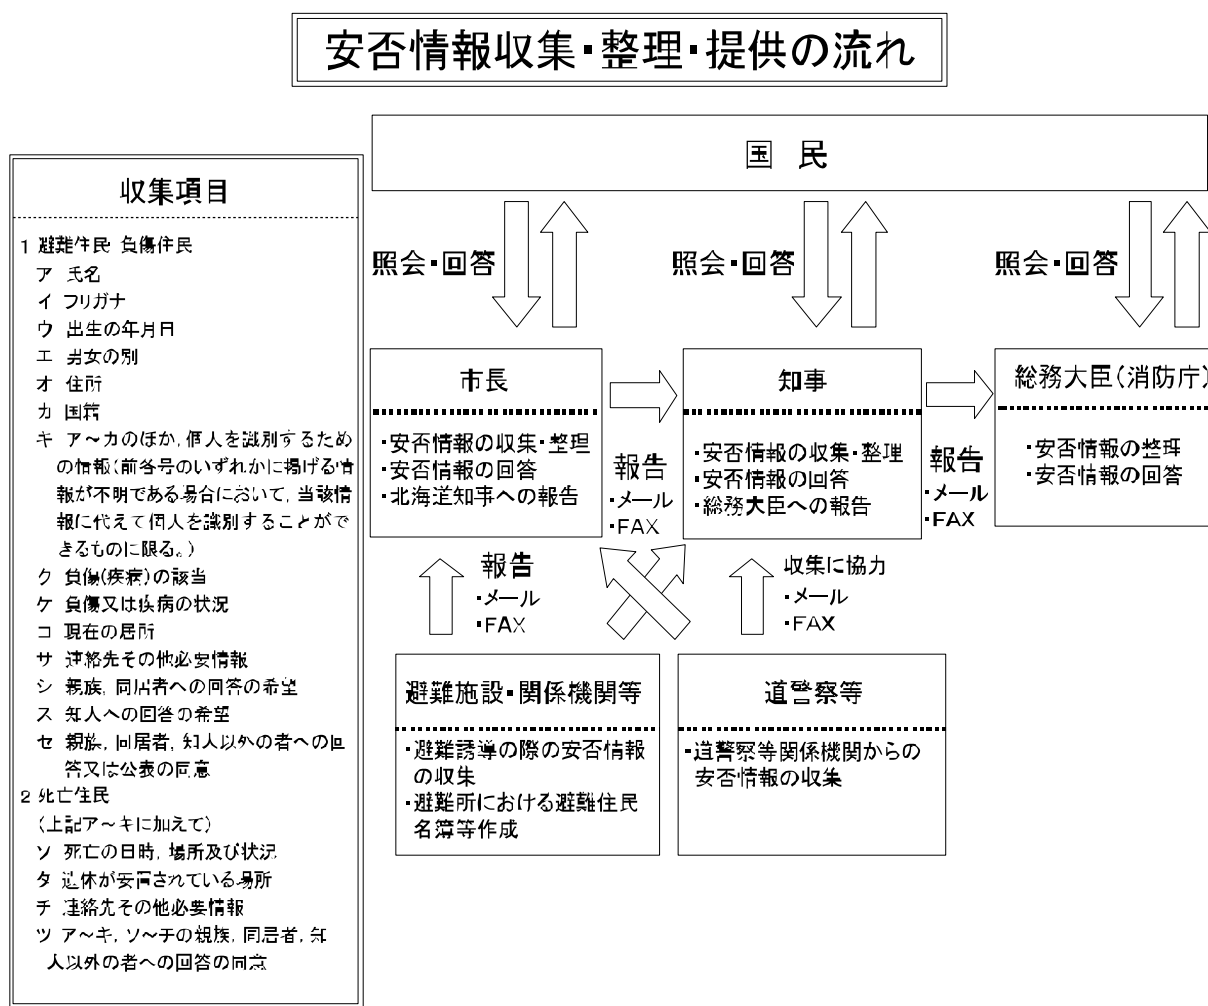 安否情報収集・整理・提供の流れ
収集項目
1 避難住民 負傷住民
ア 氏名
イ フリガナ
ウ 出生の年月日
エ 男女の別
オ 住所
カ 国籍
キ ア～カのほか, 個人を識別するため
の情報(前各号のいずれかに掲げる情
報が不明である場合において, 当該情
報に代えて個人を識別することがで
きるものに限る。)
ク 負傷(疾病)の該当
ケ 負傷又は疾病の状況
コ 現在の居所
サ 連絡先その他必要情報
シ 親族, 同居者への回答の希望
ス 知人への回答の希望
セ 親族, 同居者, 知人以外の者への回
答又は公表の同意
2 死亡住民
(上記ア～キに加えて)
ソ 死亡の日時, 場所及び状況
タ 遺体が安置されている場所
チ 連絡先その他必要情報
ツ ア～キ, ソ～チの親族, 同居者, 知
人以外の者への回答の同意
国 民
照会・回答
照会・回答
照会・回答
市長
・安否情報の収集・整理
・安否情報の回答
・北海道知事への報告
報告
・メール
・FAX
知事
・安否情報の収集・整理
・安否情報の回答
・総務大臣への報告
報告
・メール
・FAX
総務大臣(消防庁)
・安否情報の整理
・安否情報の回答
報告
・メール
・FAX
収集に協力
・メール
・FAX
避難施設・関係機関等
・避難誘導の際の安否情報
の収集
・避難所における避難住民
名簿等作成
道警察等
・道警察等関係機関からの
安否情報の収集